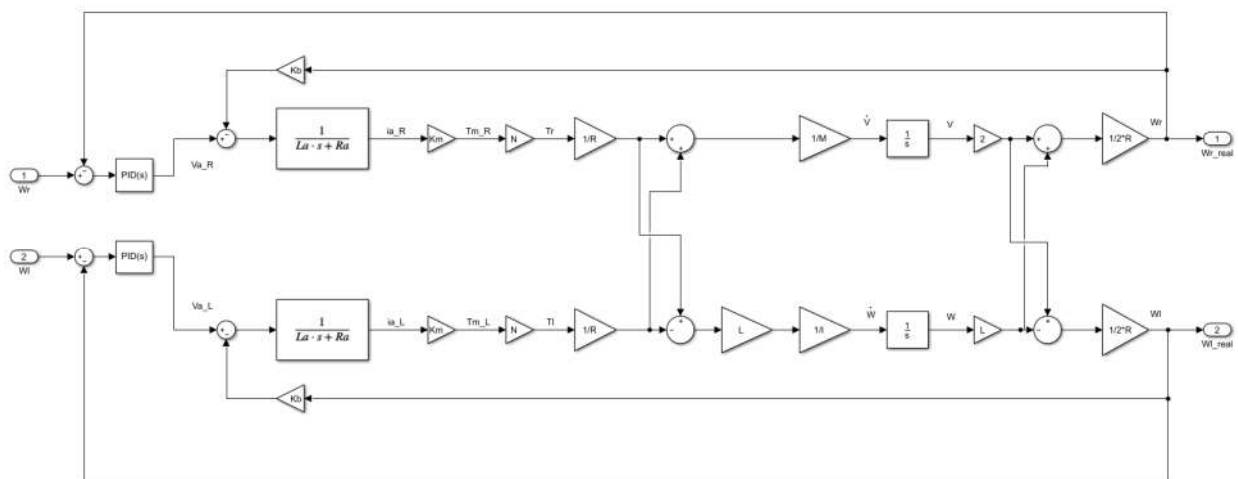 Kb
1
La · s + Ra
ia_R
Km
Tm_R
N
Tr
1/R
1/M
V̇
1
s
V
2
1/2*R
Wr
1
Wr_real
Va_R
PID(s)
1
Wr
2
Wl
PID(s)
Va_L
1
La · s + Ra
ia_L
Km
Tm_L
N
Tl
1/R
L
1/I
Ẇ
1
s
W
L
1/2*R
Wl
2
Wl_real
Kb